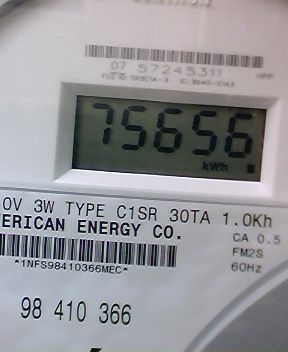 07 57245311
HPP
75656
kWh
0V 3W TYPE C1SR 30TA 1.0Kh
ERICAN ENERGY CO.
CA 0.5
FM2S
60Hz
*1NFS98410366MEC*
98 410 366